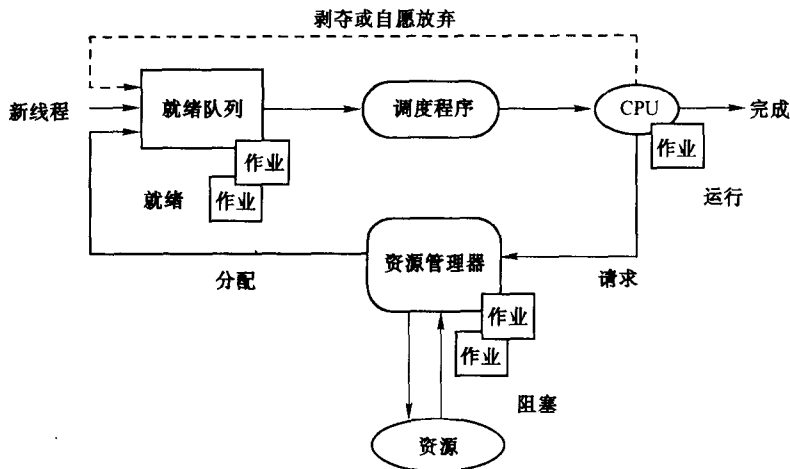 剥夺或自愿放弃
新线程
就绪队列
调度程序
CPU
完成
作业
作业
作业
就绪
运行
资源管理器
分配
请求
作业
作业
阻塞
资源